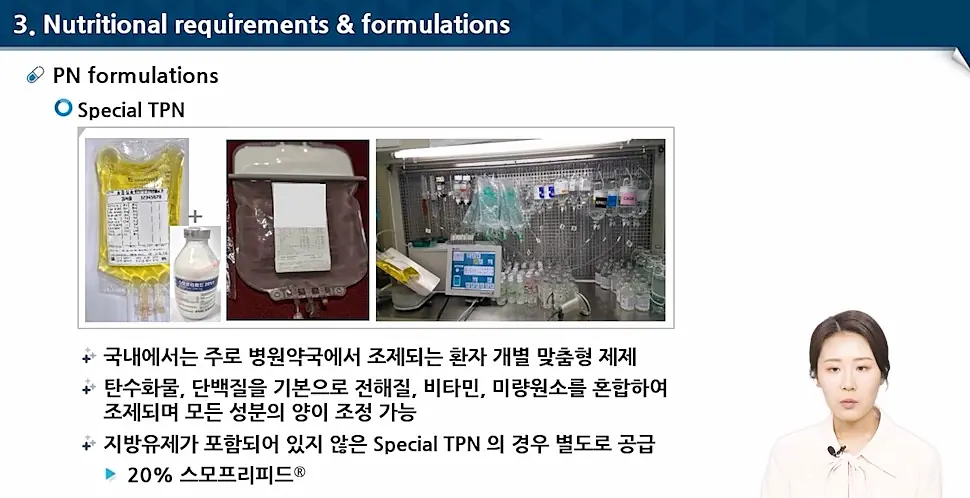 3. Nutritional requirements & formulations
PN formulations
Special TPN
12345678
+
국내에서는 주로 병원약국에서 조제되는 환자 개별 맞춤형 제제
탄수화물, 단백질을 기본으로 전해질, 비타민, 미량원소를 혼합하여
조제되며 모든 성분의 양이 조정 가능
지방유제가 포함되어 있지 않은 Special TPN 의 경우 별도로 공급
20% 스모프리피드®